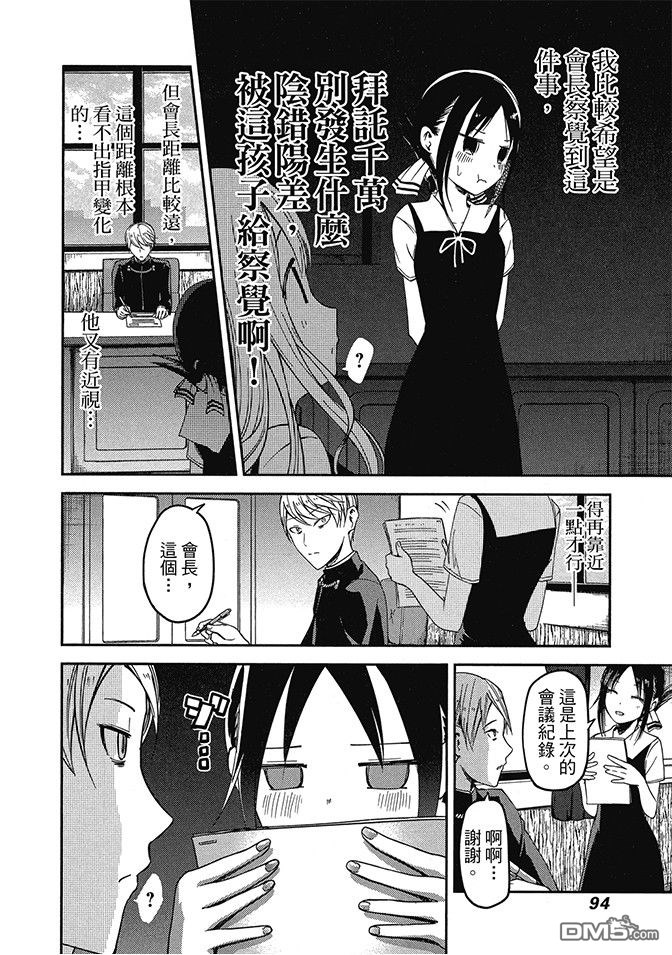 我比較希望是
會長察覺到這
件事，
拜託千萬
別發生什麼
陰錯陽差，
被這孩子給察覺啊！
?
但會長距離比較遠，
這個距離根本
看不出指甲變化
的…
他又有近視…
得再靠近
一點才行——
會長，
這個…
這是上次的
會議紀錄。
啊啊…
謝謝。
ジ。。。
?
94
DM5.com